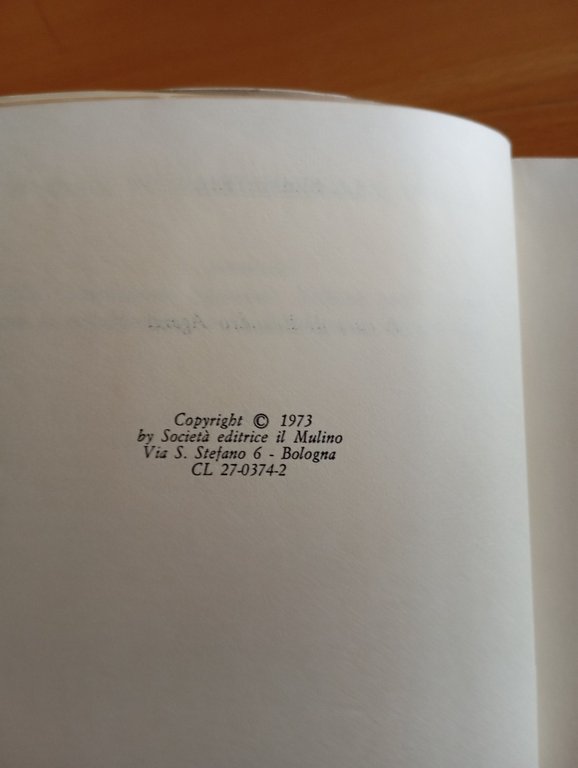 Copyright © 1973
by Società editrice il Mulino
Via S. Stefano 6 - Bologna
CL 27-0374-2